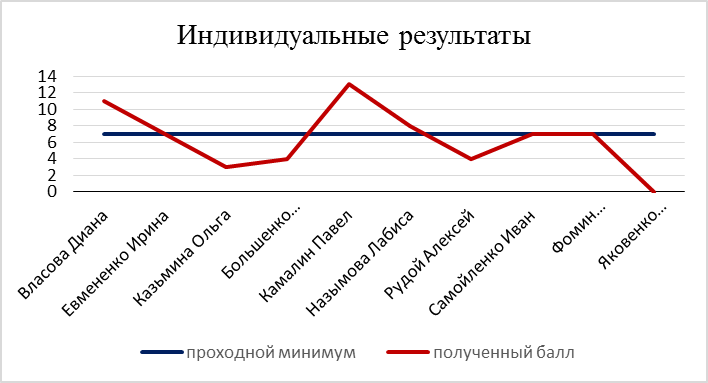 Индивидуальные результаты
14
12
10
8
6
4
2
0
Власова Диана
Евмененко Ирина
Казьмина Ольга
Большенко...
Камалин Павел
Назымова Лабиса
Рудой Алексей
Самойленко Иван
Фомин...
Яковенко...
проходной минимум
полученный балл